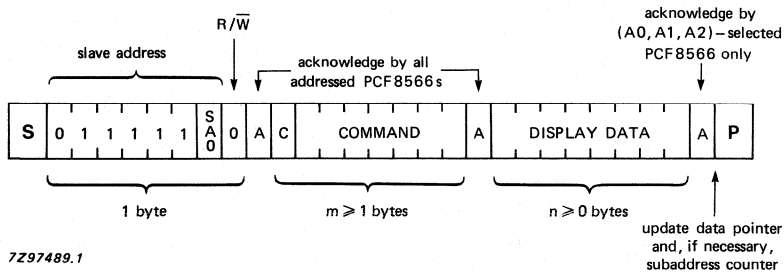 acknowledge by
(A0, A1, A2) – selected
PCF8566 only
R/W̅
slave address
acknowledge by all
addressed PCF8566s
S 0 1 1 1 1 1 SA0 0 A C COMMAND A DISPLAY DATA A P
1 byte
m ⩾ 1 bytes
n ⩾ 0 bytes
update data pointer
and, if necessary,
subaddress counter
7Z97489.1